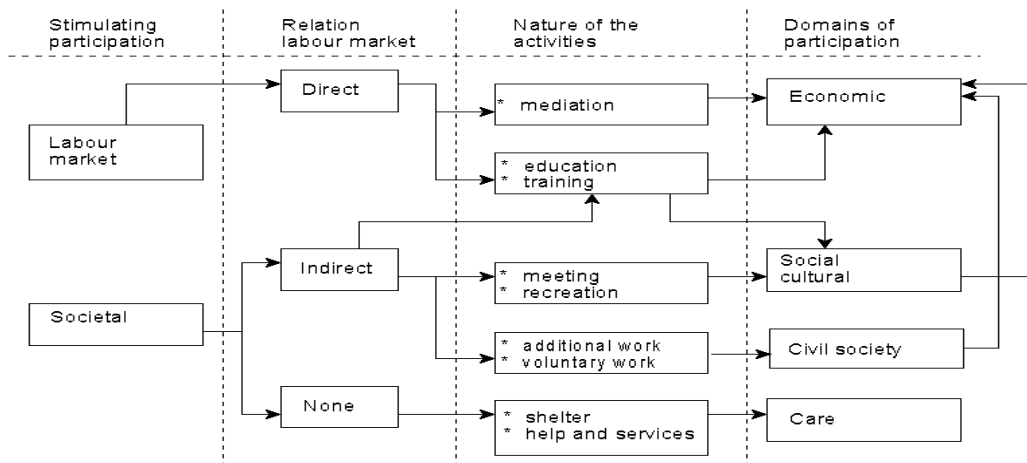 Stimulating
participation
Relation
labour market
Nature of the
activities
Domains of
participation
Labour
market
Societal
Direct
Indirect
None
* mediation
* education
* training
* meeting
* recreation
* additional work
* voluntary work
* shelter
* help and services
Economic
Social
cultural
Civil society
Care